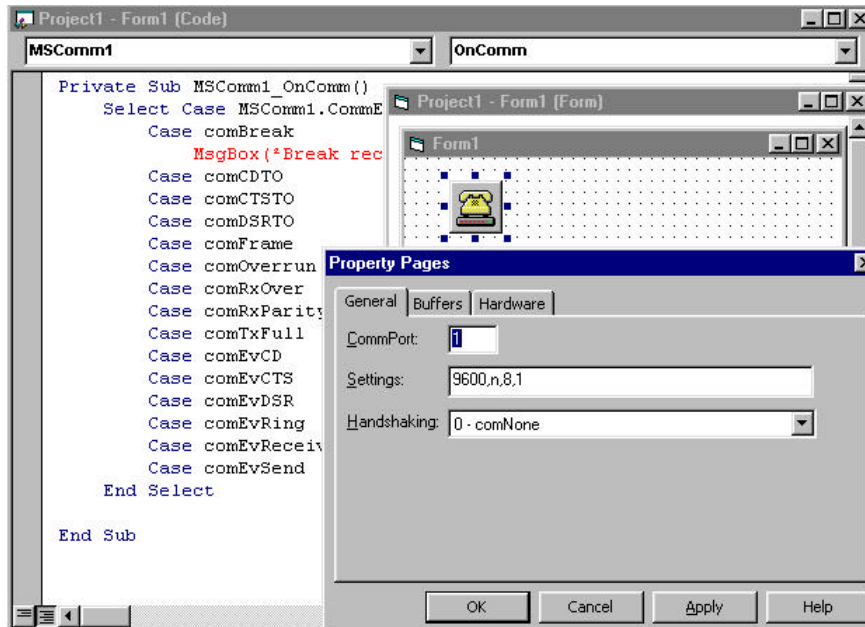 Project1 - Form1 (Code)
MSComm1 OnComm
Private Sub MSComm1_OnComm()
Select Case MSComm1.CommE
Case comBreak
MsgBox(“Break rec
Case comCDTO
Case comCTSTO
Case comDSRTO
Case comFrame
Case comOverrun
Case comRxOver
Case comRxParity
Case comTxFull
Case comEvCD
Case comEvCTS
Case comEvDSR
Case comEvRing
Case comEvReceiv
Case comEvSend
End Select
End Sub
Project1 - Form1 (Form)
Form1
Property Pages
General Buffers Hardware
CommPort: 1
Settings: 9600,n,8,1
Handshaking: 0 - comNone
OK Cancel Apply Help